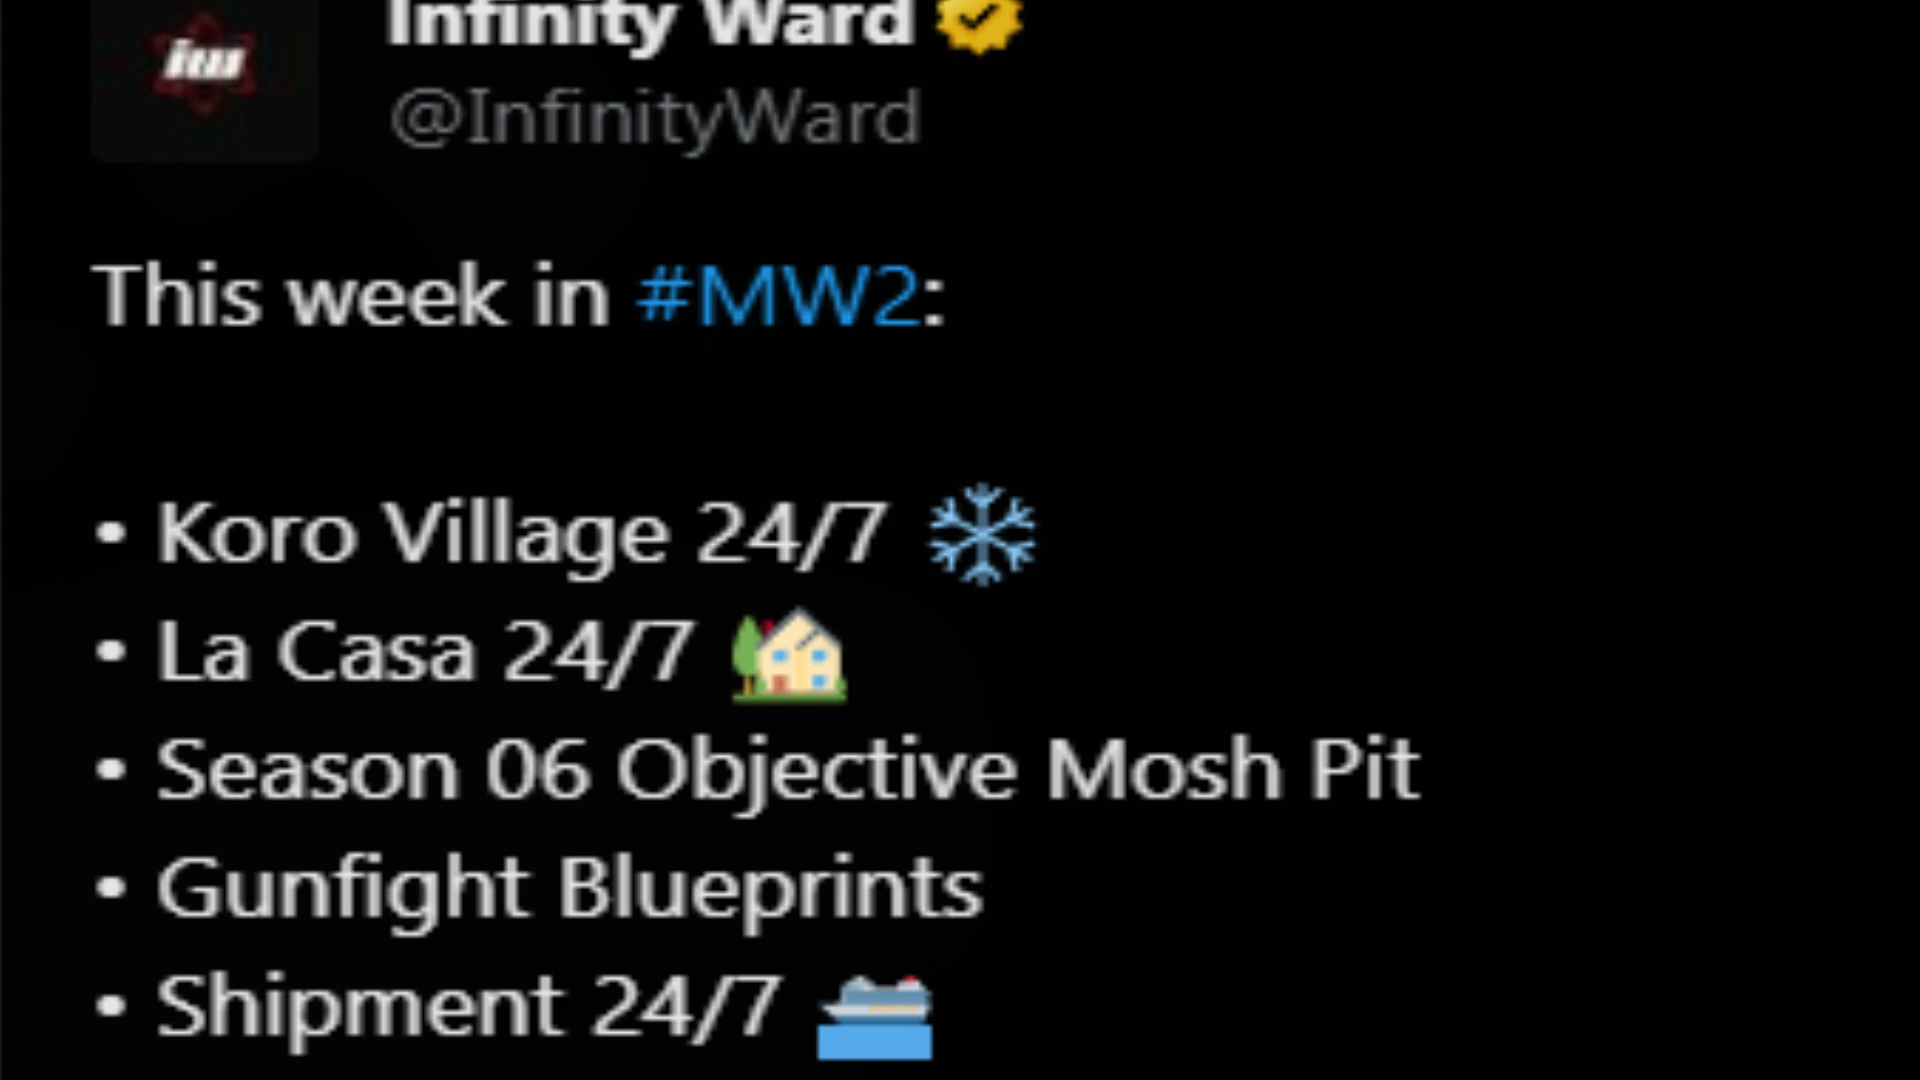 iw
Infinity Ward
@InfinityWard
This week in #MW2:
• Koro Village 24/7 ❄️
• La Casa 24/7 🏡
• Season 06 Objective Mosh Pit
• Gunfight Blueprints
• Shipment 24/7 🛳️